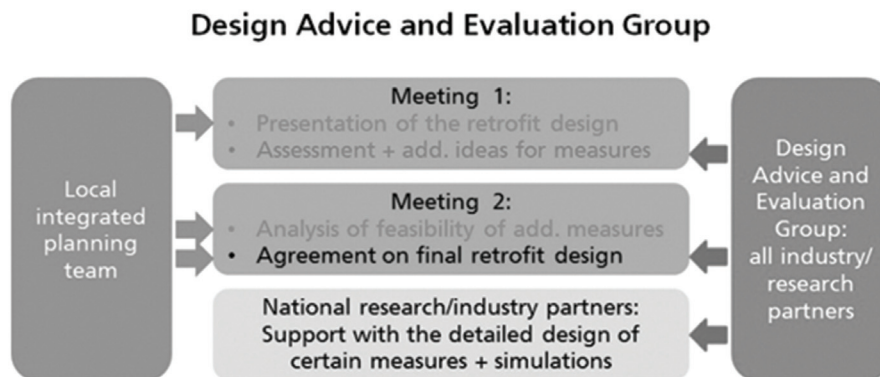 Design Advice and Evaluation Group
Local
integrated
planning
team
Meeting 1:
• Presentation of the retrofit design
• Assessment + add. ideas for measures
Meeting 2:
• Analysis of feasibility of add. measures
• Agreement on final retrofit design
National research/industry partners:
Support with the detailed design of
certain measures + simulations
Design
Advice and
Evaluation
Group:
all industry/
research
partners